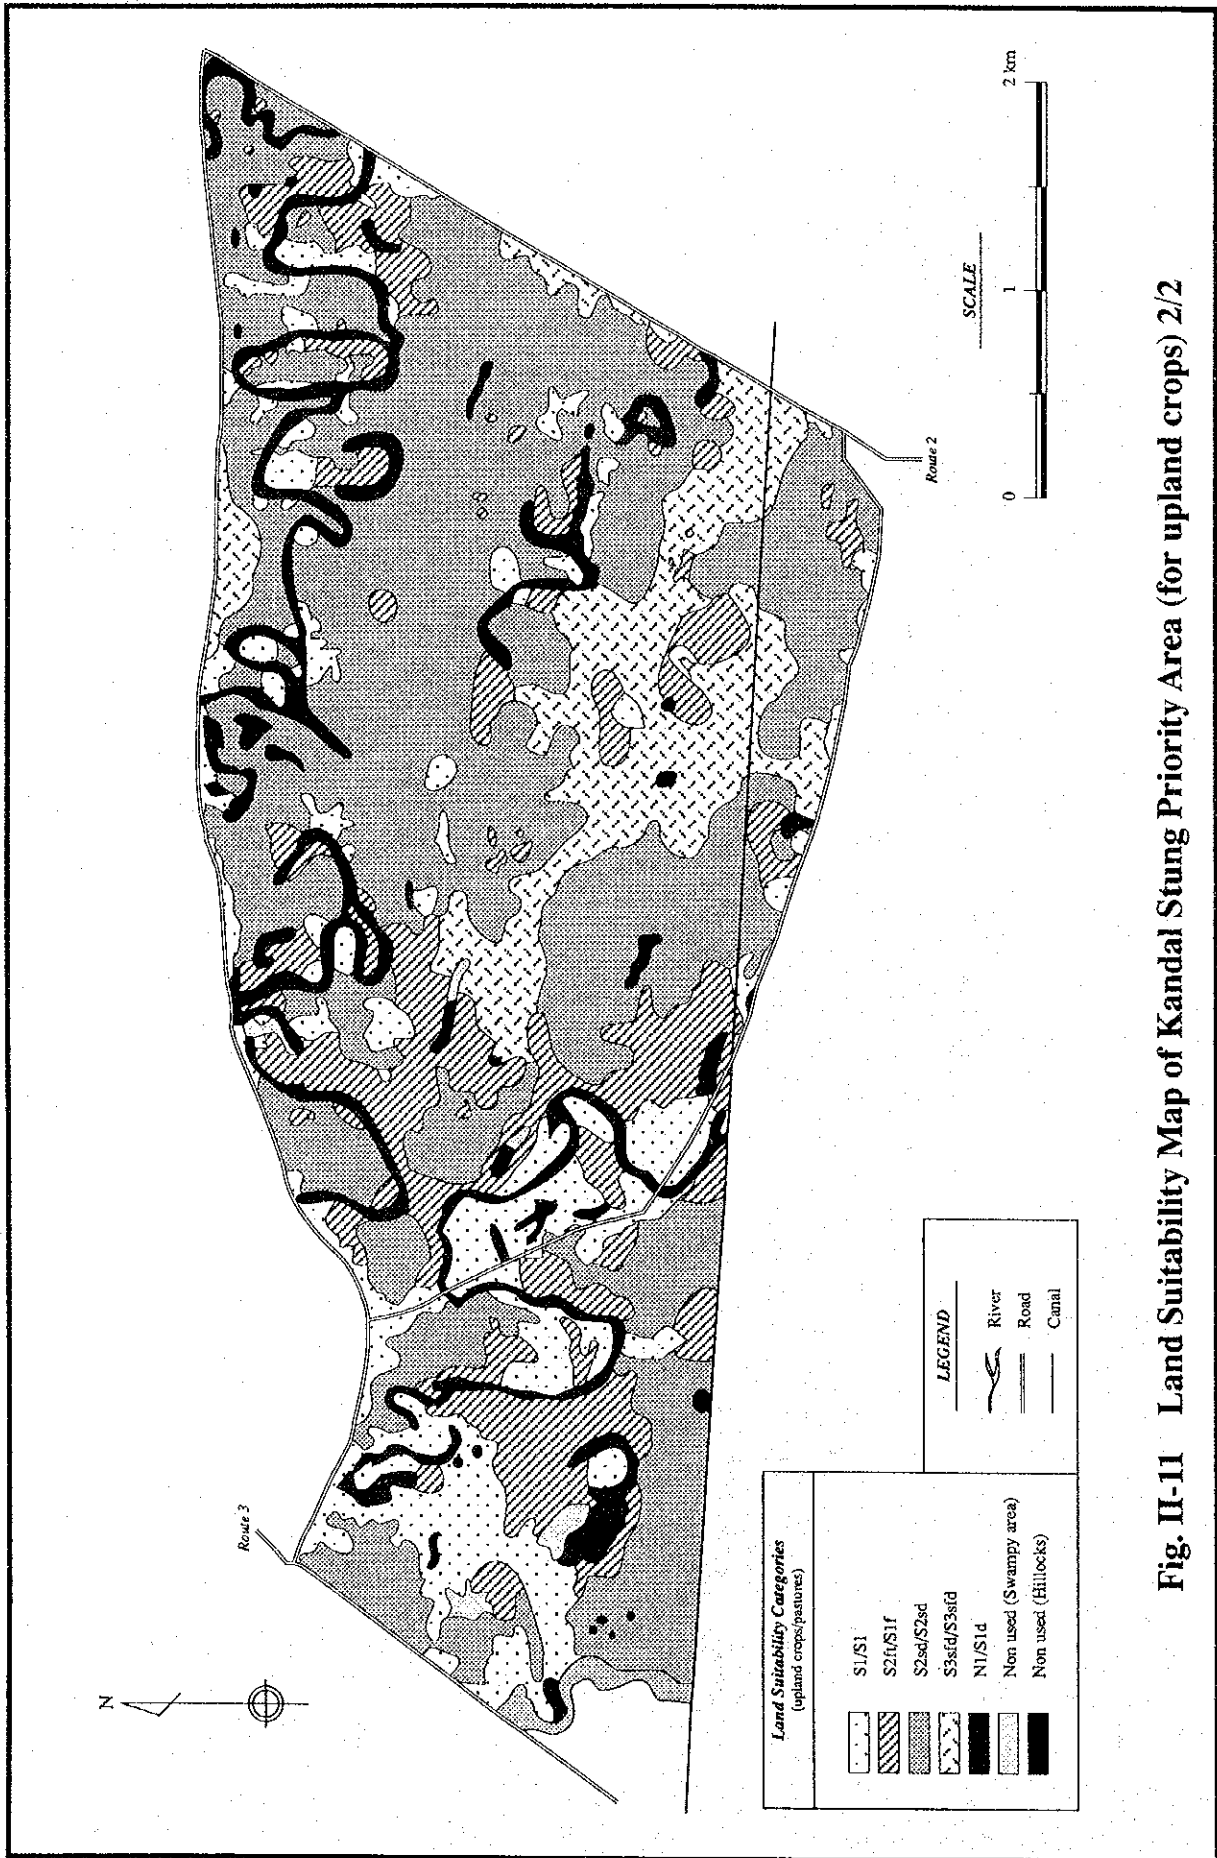 N
Route 3
Route 2
SCALE
0 1 2 km
Land Suitability Categories
(upland crops/pastures)
S1/S1
S2ft/S1f
S2sd/S2sd
S3sfd/S3sfd
N1/S1d
Non used (Swampy area)
Non used (Hillocks)
LEGEND
River
Road
Canal
Fig. II-11 Land Suitability Map of Kandal Stung Priority Area (for upland crops) 2/2